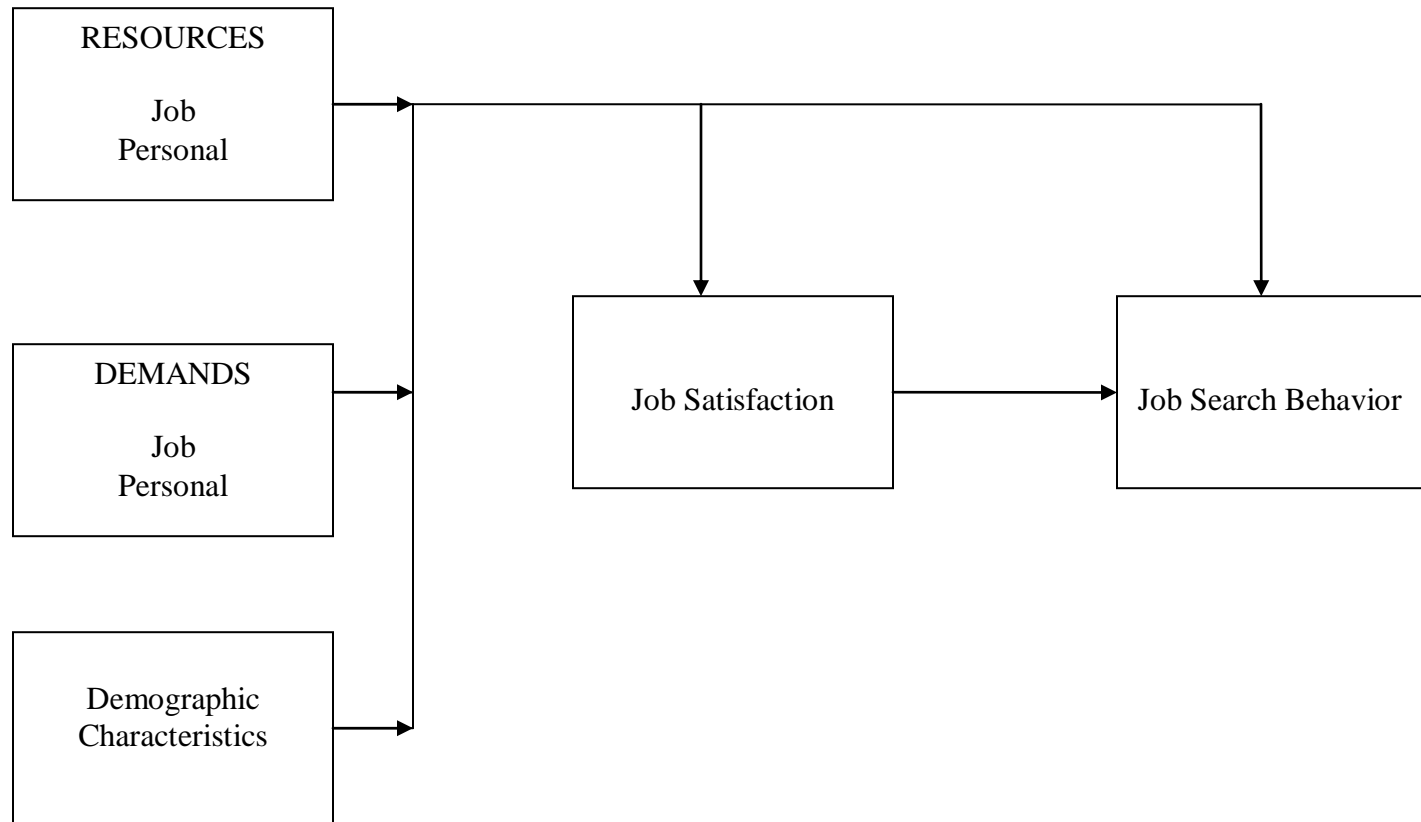 RESOURCES
Job
Personal
DEMANDS
Job
Personal
Job Satisfaction
Job Search Behavior
Demographic
Characteristics